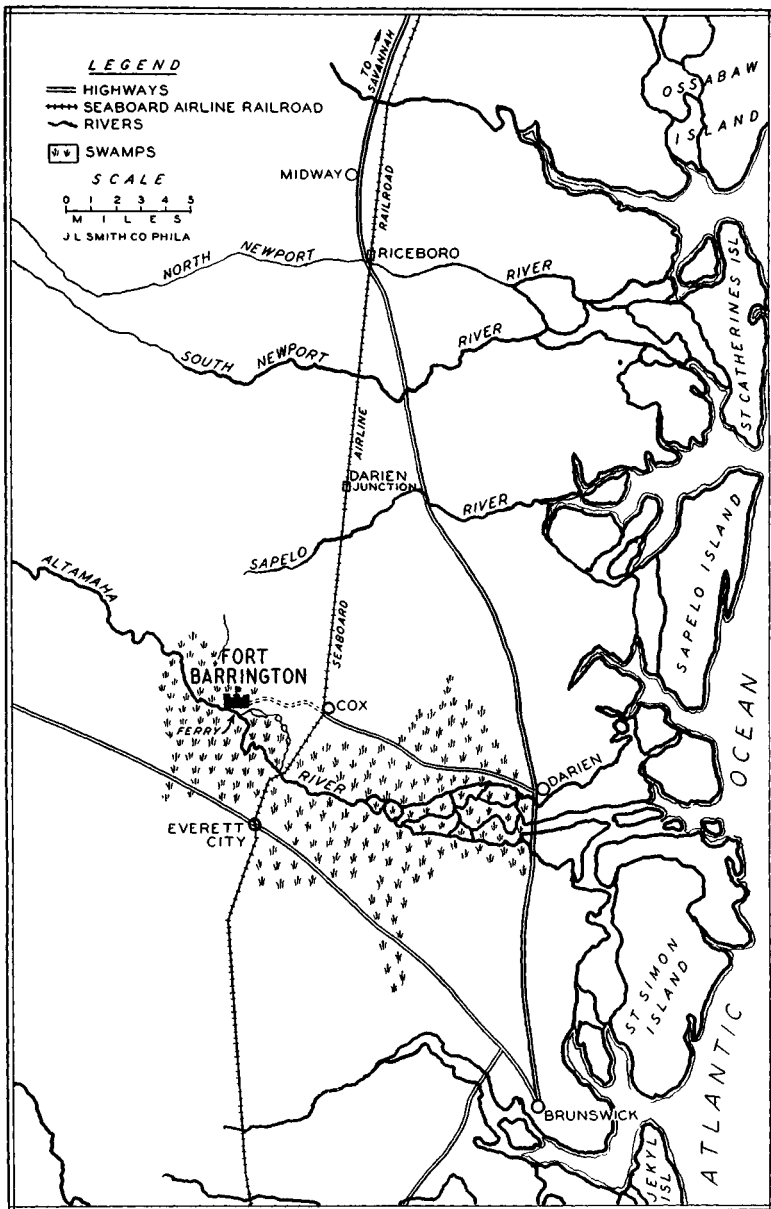 LEGEND
HIGHWAYS
SEABOARD AIRLINE RAILROAD
RIVERS
SWAMPS
SCALE
0 1 2 3 4 5
MILES
J L SMITH CO PHILA
TO
SAVANNAH
OSSABAW
ISLAND
MIDWAY
RAILROAD
RICEBORO
NORTH NEWPORT RIVER
SOUTH NEWPORT RIVER
ST CATHERINES ISL
AIRLINE
DARIEN
JUNCTION
SAPELO RIVER
SAPELO ISLAND
ALTAMAHA
SEABOARD
FORT
BARRINGTON
FERRY
COX
RIVER
DARIEN
OCEAN
EVERETT
CITY
ST SIMON
ISLAND
ATLANTIC
BRUNSWICK
JEKYL
ISL